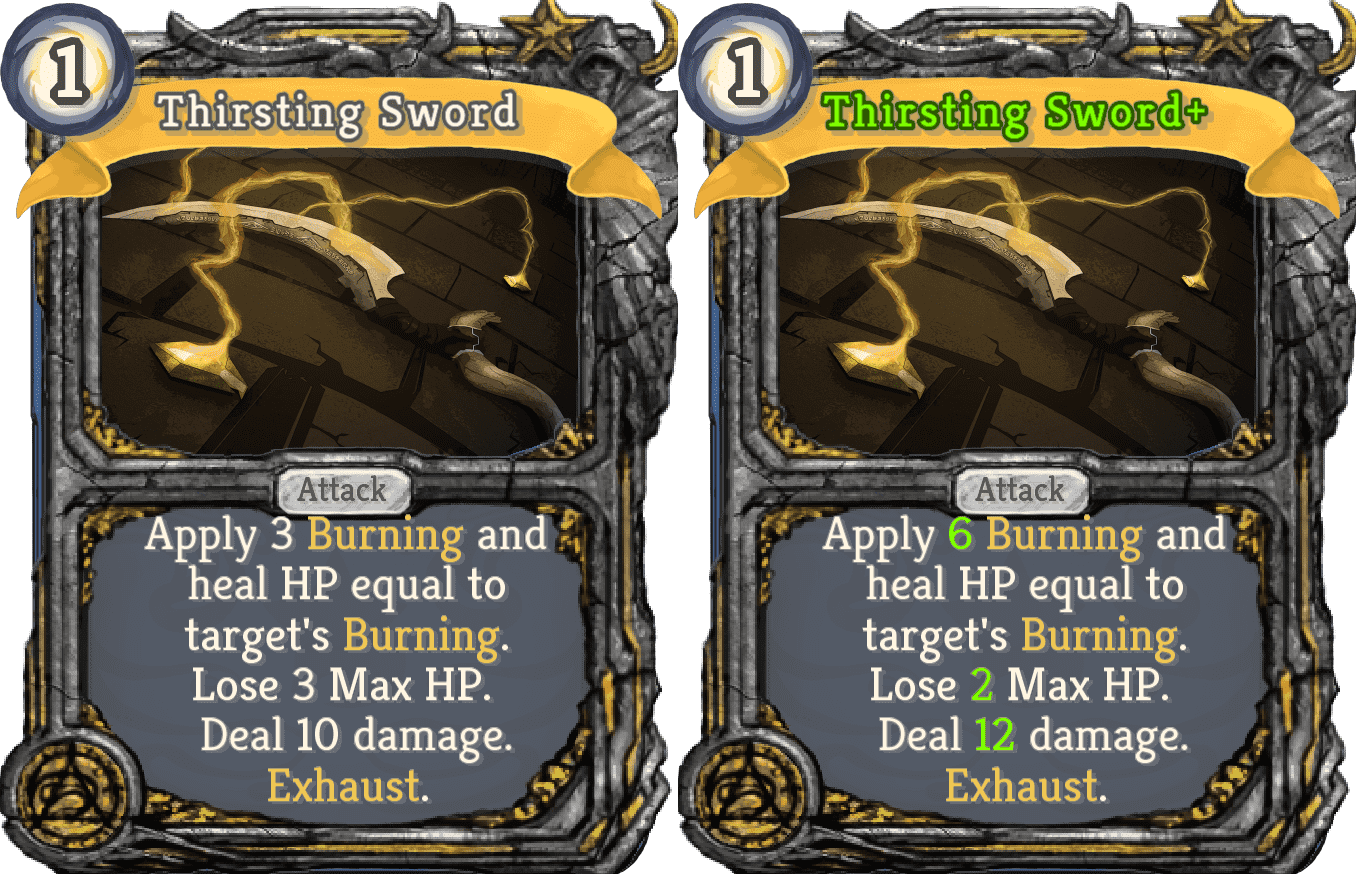 1
Thirsting Sword
Attack
Apply 3 Burning and
heal HP equal to
target's Burning.
Lose 3 Max HP.
Deal 10 damage.
Exhaust.
1
Thirsting Sword+
Attack
Apply 6 Burning and
heal HP equal to
target's Burning.
Lose 2 Max HP.
Deal 12 damage.
Exhaust.